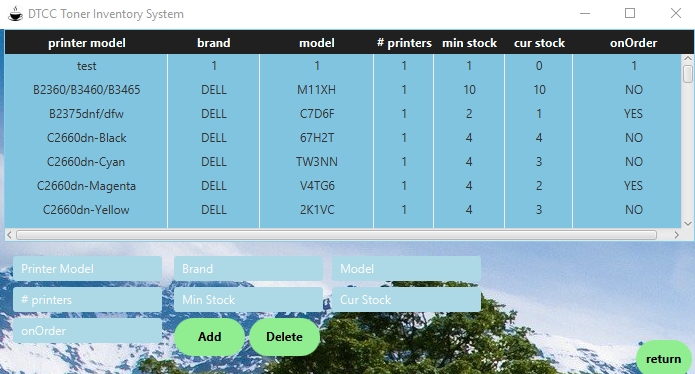 DTCC Toner Inventory System
printer model brand model # printers min stock cur stock onOrder
test 1 1 1 1 0 1
B2360/B3460/B3465 DELL M11XH 1 10 10 NO
B2375dnf/dfw DELL C7D6F 1 2 1 YES
C2660dn-Black DELL 67H2T 1 4 4 NO
C2660dn-Cyan DELL TW3NN 1 4 3 NO
C2660dn-Magenta DELL V4TG6 1 4 2 YES
C2660dn-Yellow DELL 2K1VC 1 4 3 NO
Printer Model Brand Model
# printers Min Stock Cur Stock
onOrder Add Delete
return